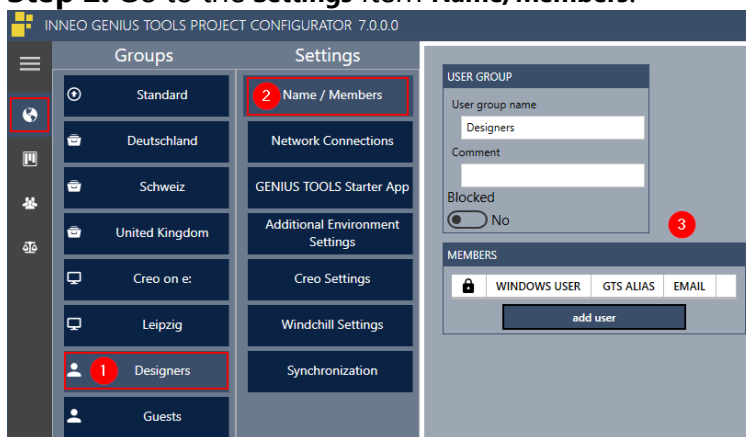 Step 2. Go to the Settings item Name/Members.
INNEO GENIUS TOOLS PROJECT CONFIGURATOR 7.0.0.0
Groups
Standard
Deutschland
Schweiz
United Kingdom
Creo on e:
Leipzig
1 Designers
Guests
Settings
2 Name / Members
Network Connections
GENIUS TOOLS Starter App
Additional Environment
Settings
Creo Settings
Windchill Settings
Synchronization
USER GROUP
User group name
Designers
Comment
Blocked
No
3
MEMBERS
WINDOWS USER GTS ALIAS EMAIL
add user